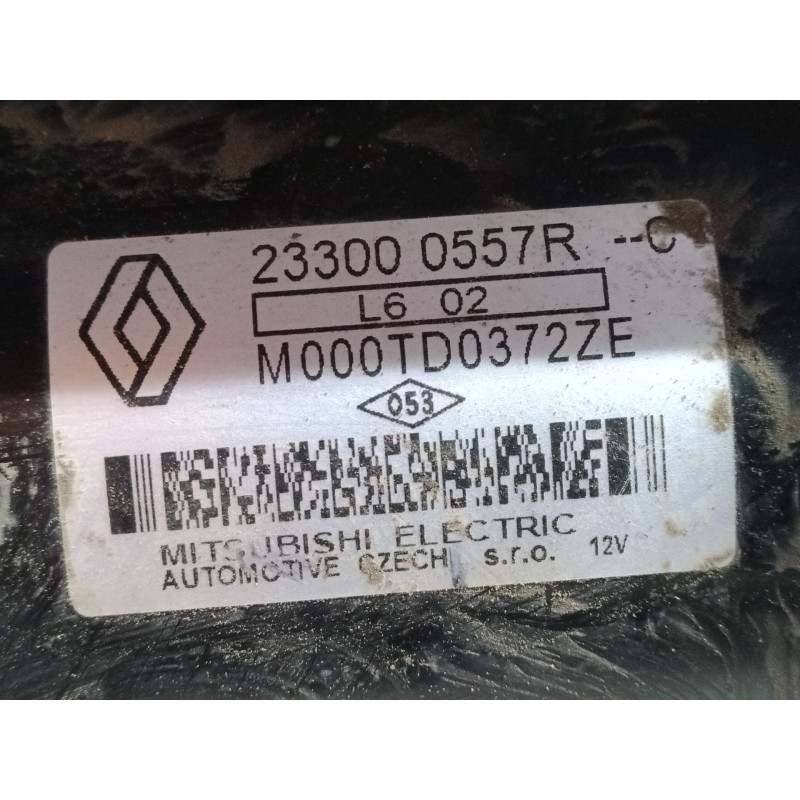 23300 0557R --C
L6 02
M000TD0372ZE
053
MITSUBISHI ELECTRIC
AUTOMOTIVE CZECH s.r.o. 12V